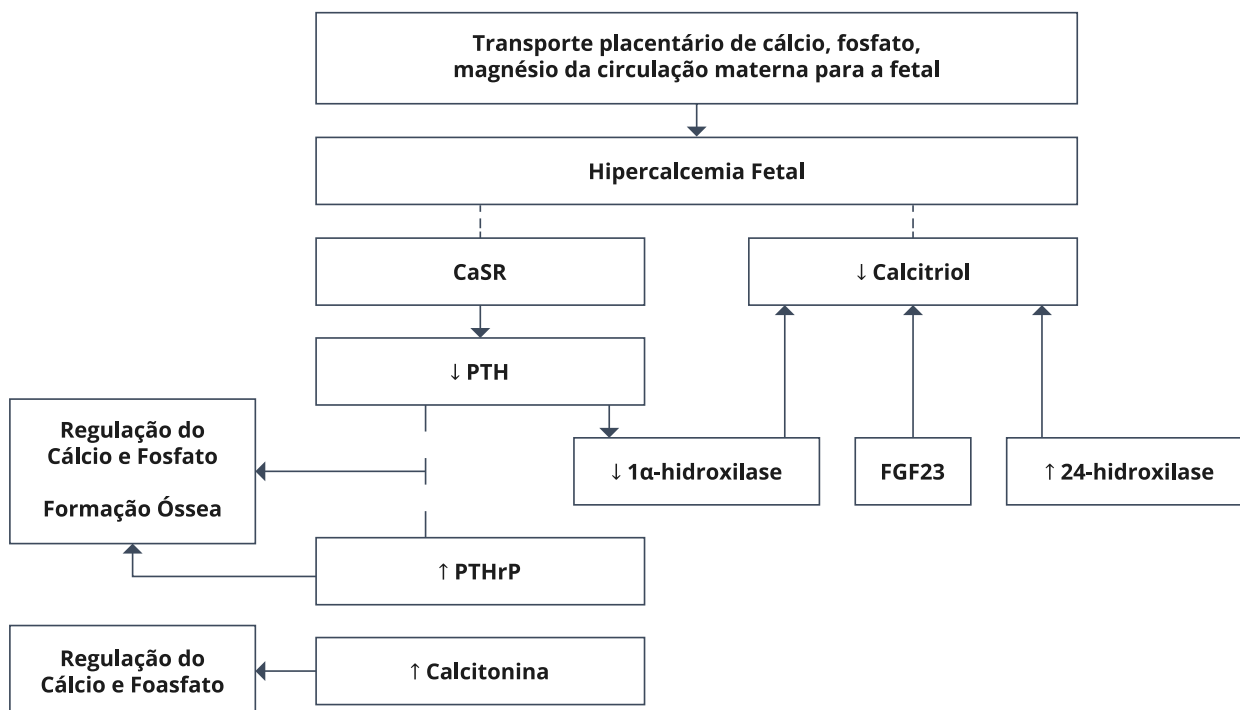 Transporte placentário de cálcio, fosfato,
magnésio da circulação materna para a fetal
Hipercalcemia Fetal
CaSR
↓ Calcitriol
↓ PTH
Regulação do
Cálcio e Fosfato
Formação Óssea
↓ 1α-hidroxilase
FGF23
↑ 24-hidroxilase
↑ PTHrP
Regulação do
Cálcio e Foasfato
↑ Calcitonina